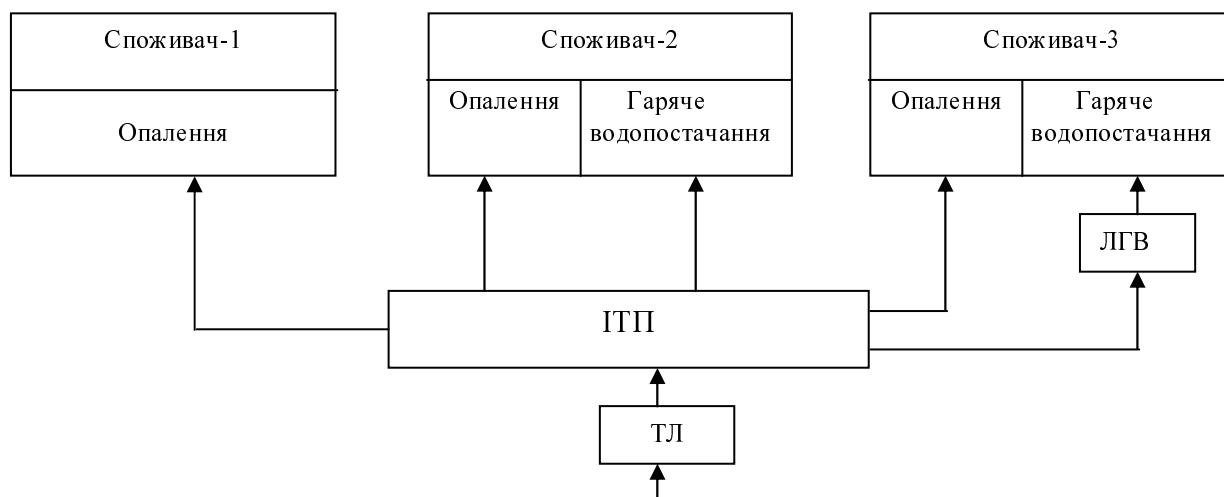 Споживач-1
Споживач-2
Споживач-3
Опалення
Опалення
Гаряче
водопостачання
Опалення
Гаряче
водопостачання
ЛГВ
ІТП
ТЛ